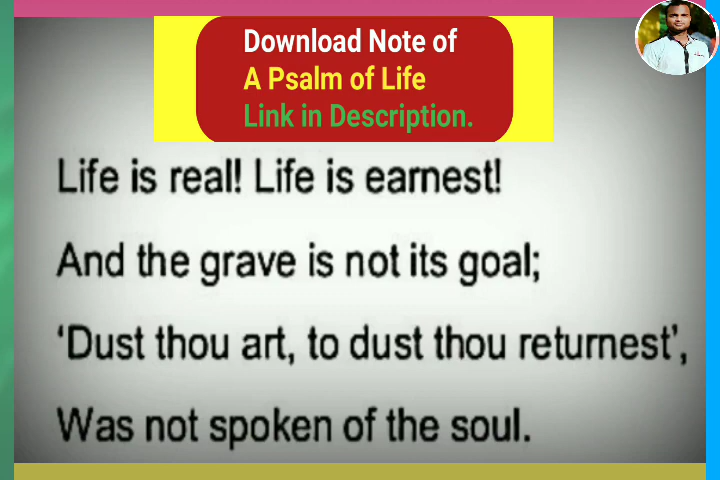 Download Note of
A Psalm of Life
Link in Description.
Life is real! Life is earnest!
And the grave is not its goal;
‘Dust thou art, to dust thou returnest’,
Was not spoken of the soul.